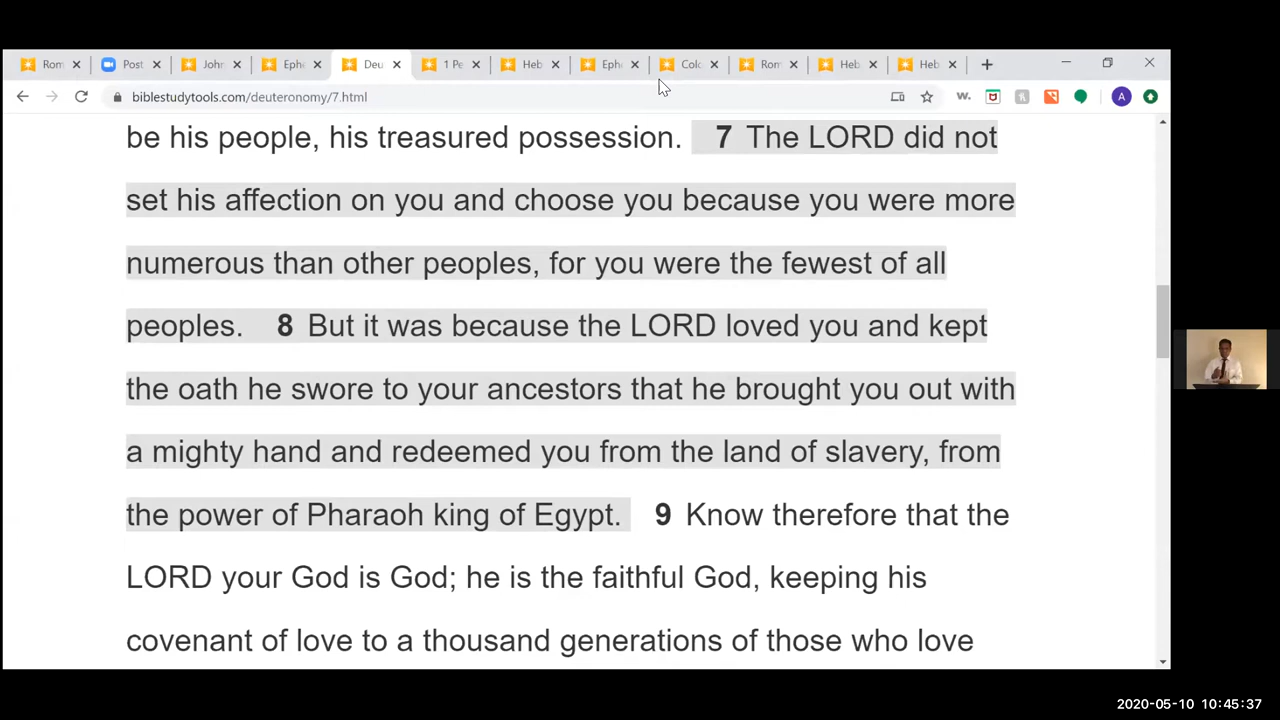 Rom Post John Eph Deu 1 Pe Heb Eph Colo Rom Heb Heb
biblestudytools.com/deuteronomy/7.html w. A
be his people, his treasured possession. 7 The LORD did not
set his affection on you and choose you because you were more
numerous than other peoples, for you were the fewest of all
peoples. 8 But it was because the LORD loved you and kept
the oath he swore to your ancestors that he brought you out with
a mighty hand and redeemed you from the land of slavery, from
the power of Pharaoh king of Egypt. 9 Know therefore that the
LORD your God is God; he is the faithful God, keeping his
covenant of love to a thousand generations of those who love
2020-05-10 10:45:37